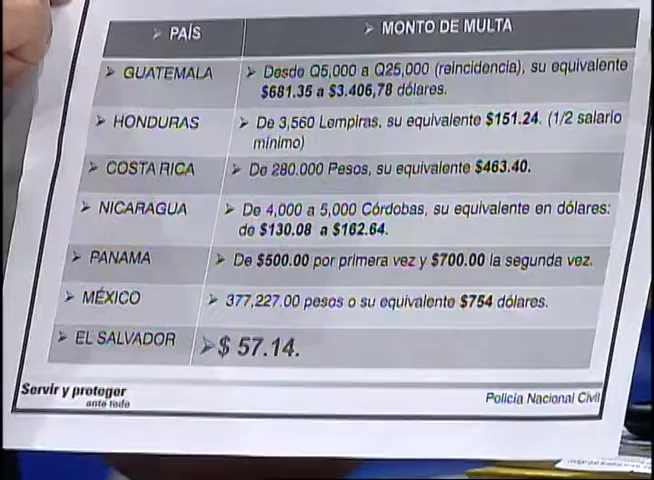 ➢ PAÍS ➢ MONTO DE MULTA
➢ GUATEMALA ➢ Desde Q5,000 a Q25,000 (reincidencia), su equivalente
$681.35 a $3.406,78 dólares.
➢ HONDURAS ➢ De 3,560 Lempiras, su equivalente $151.24. (1/2 salario
mínimo)
➢ COSTA RICA ➢ De 280.000 Pesos, su equivalente $463.40.
➢ NICARAGUA ➢ De 4,000 a 5,000 Córdobas, su equivalente en dólares:
de $130.08 a $162.64.
➢ PANAMA ➢ De $500.00 por primera vez y $700.00 la segunda vez.
➢ MÉXICO ➢ 377,227.00 pesos o su equivalente $754 dólares.
➢ EL SALVADOR ➢ $ 57.14.
Servir y proteger
ante todo
Policía Nacional Civil